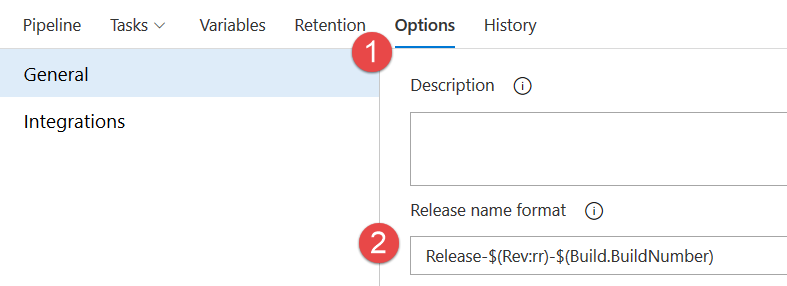 Pipeline Tasks Variables Retention Options History
1
General
Integrations
Description
Release name format
2
Release-$(Rev:rr)-$(Build.BuildNumber)